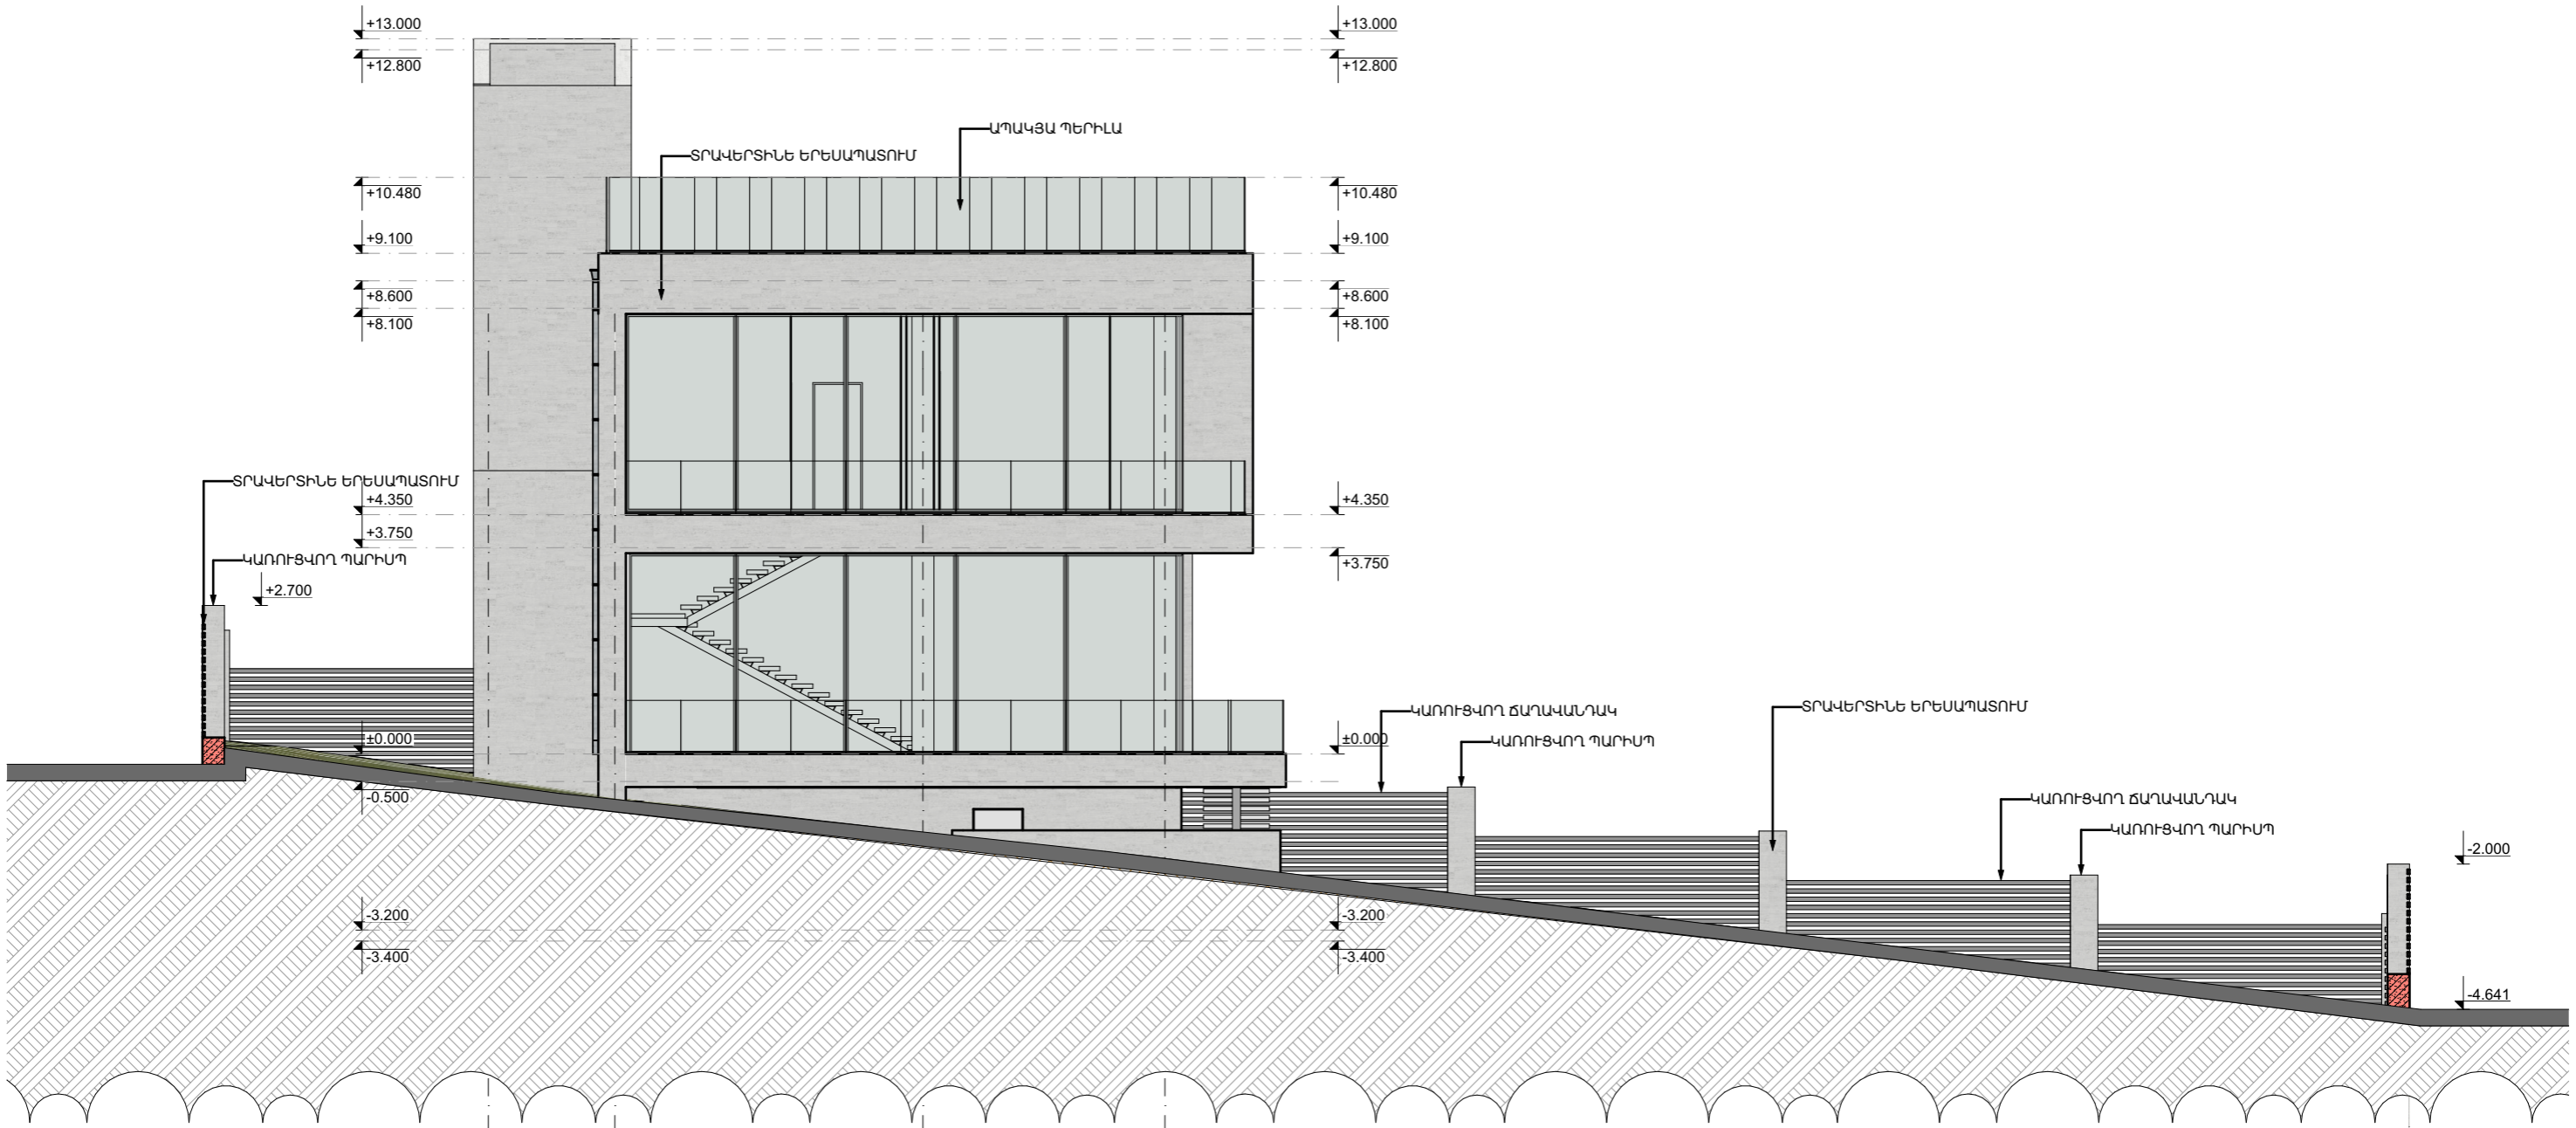 +13.000
+13.000
+12.800
+12.800
ԱՊԱԿՅԱ ՊԵՐԻԼԱ
ՏՐԱՎԵՐՏԻՆԵ ԵՐԵՍԱՊԱՏՈՒՄ
+10.480
+10.480
+9.100
+9.100
+8.600
+8.600
+8.100
+8.100
ՏՐԱՎԵՐՏԻՆԵ ԵՐԵՍԱՊԱՏՈՒՄ
+4.350
+4.350
+3.750
+3.750
ԿԱՌՈՒՑՎՈՂ ՊԱՐԻՍՊ
+2.700
ԿԱՌՈՒՑՎՈՂ ՃԱՂԱՎԱՆԴԱԿ
ՏՐԱՎԵՐՏԻՆԵ ԵՐԵՍԱՊԱՏՈՒՄ
±0.000
±0.000
ԿԱՌՈՒՑՎՈՂ ՊԱՐԻՍՊ
-0.500
ԿԱՌՈՒՑՎՈՂ ՃԱՂԱՎԱՆԴԱԿ
ԿԱՌՈՒՑՎՈՂ ՊԱՐԻՍՊ
-2.000
-3.200
-3.200
-3.400
-3.400
-4.641